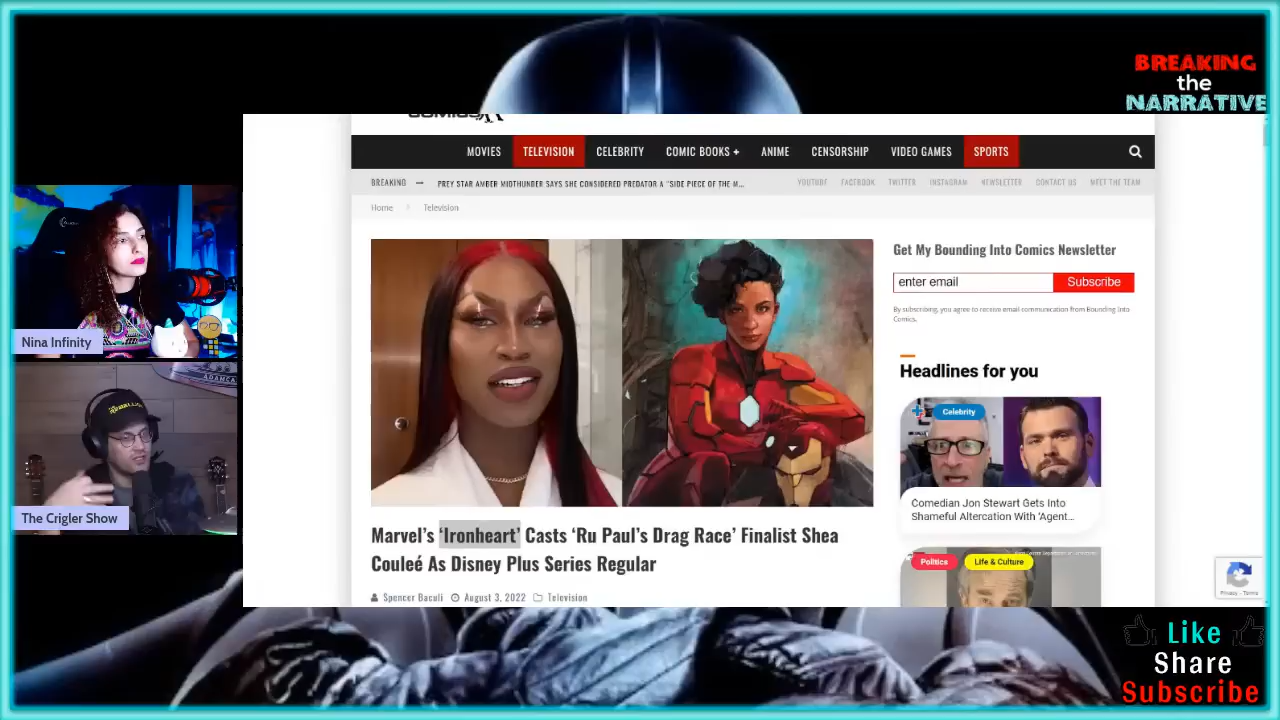 BREAKING
the
NARRATIVE
MOVIES TELEVISION CELEBRITY COMIC BOOKS + ANIME CENSORSHIP VIDEO GAMES SPORTS
BREAKING → PREY STAR AMBER MIDTHUNDER SAYS SHE CONSIDERED PREDATOR A "SIDE PIECE OF THE M... YOUTUBE FACEBOOK TWITTER INSTAGRAM NEWSLETTER CONTACT US MEET THE TEAM
Home > Television
Get My Bounding Into Comics Newsletter
enter email Subscribe
By subscribing, you agree to receive email communication from Bounding Into
Comics.
Headlines for you
Celebrity
Comedian Jon Stewart Gets Into
Shameful Altercation With 'Agent...
Politics Life & Culture
Marvel's 'Ironheart' Casts 'Ru Paul's Drag Race' Finalist Shea
Couleé As Disney Plus Series Regular
Spencer Baculi August 3, 2022 Television
Privacy - Terms
Nina Infinity
The Crigler Show
Like
Share
Subscribe